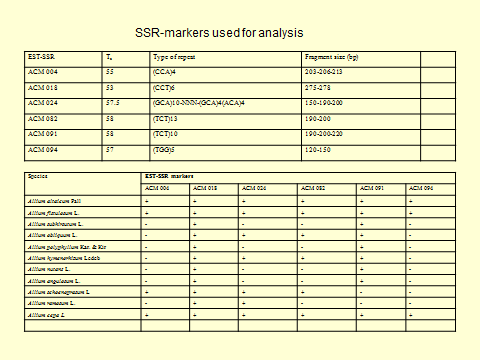 SSR-markers used for analysis
EST-SSR Ta Type of repeat Fragment size (bp)
ACM 004 55 (CCA)4 203-206-213
ACM 018 53 (CCT)6 275-278
ACM 024 57.5 (GCA)10-NNN-(GCA)4(ACA)4 150-190-200
ACM 082 58 (TCT)13 190-200
ACM 091 58 (TCT)10 190-200-220
ACM 094 57 (TGG)5 120-150
Species EST-SSR markers
ACM 004 ACM 018 ACM 024 ACM 082 ACM 091 ACM 094
Allium altaicum Pall + + + + + +
Allium fistulosum L. + + + + + +
Allium L. - + - - + -
Allium obliquum L. - + + + + -
Allium polyphyllum Kar. & Kir - + - - + -
Allium hymenorhizum Ledeb - + + + + -
Allium nutans L. - + - - - -
Allium angulosum L. - + - - + -
Allium schoenoprasum L + + + + - -
Allium ramosum L. - + + - - -
Allium cepa L. + + + + + +